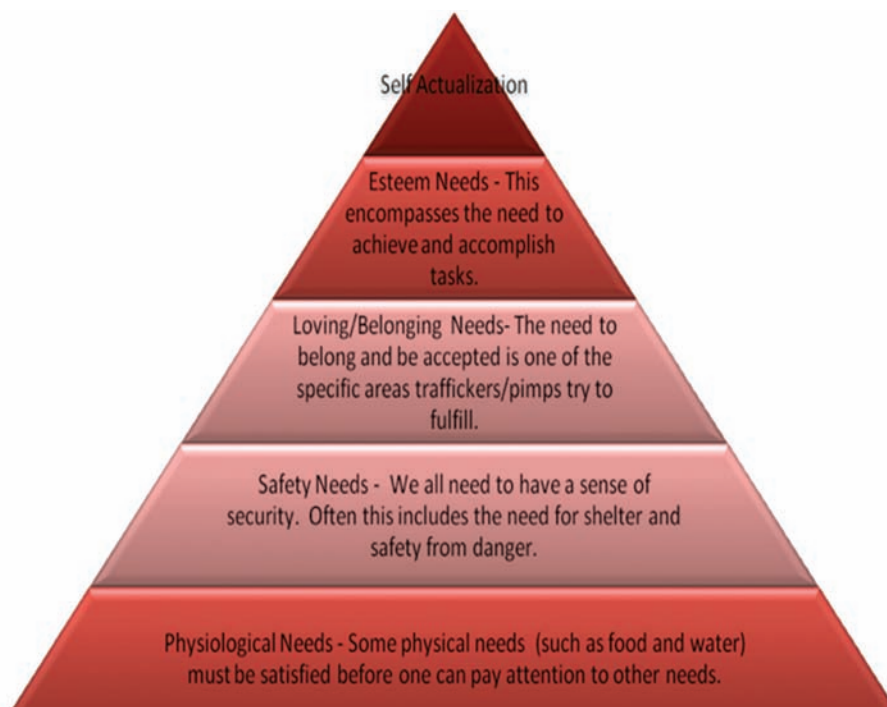 Self Actualization
Esteem Needs - This
encompasses the need to
achieve and accomplish
tasks.
Loving/Belonging Needs- The need to
belong and be accepted is one of the
specific areas traffickers/pimps try to
fulfill.
Safety Needs - We all need to have a sense of
security. Often this includes the need for shelter and
safety from danger.
Physiological Needs - Some physical needs (such as food and water)
must be satisfied before one can pay attention to other needs.